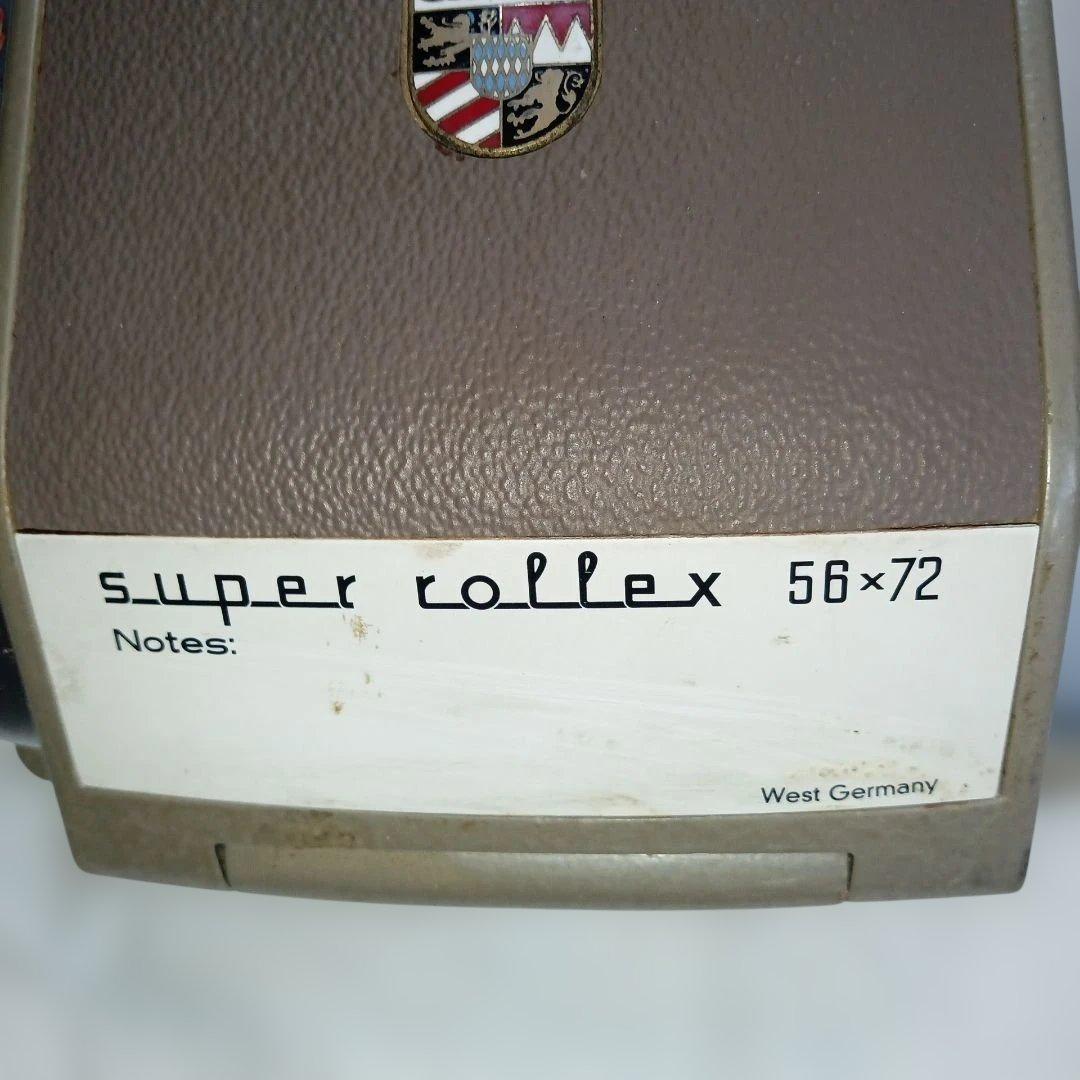 super rollex 56×72
Notes:
West Germany